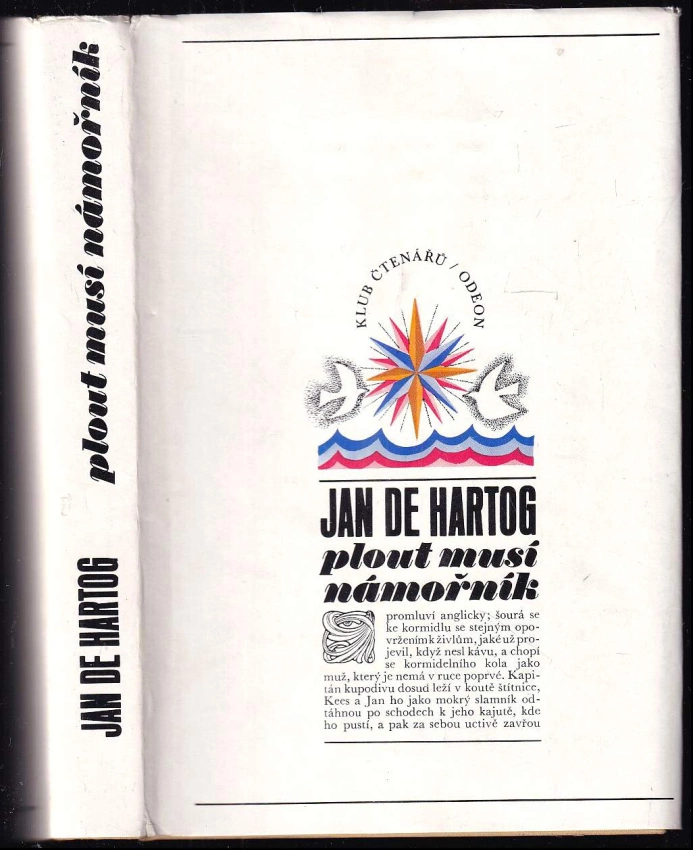 plout musí námořník
JAN DE HARTOG
KLUB ČTENÁŘŮ / ODEON
JAN DE HARTOG
plout musí
námořník
promluví anglicky; šourá se
ke kormidlu se stejným opo-
vržením k živlům, jaké už pro-
jevil, když nesl kávu, a chopí
se kormidelního kola jako
muž, který je nemá v ruce poprvé. Kapi-
tán kupodivu dosud leží v koutě štítnice,
Kees a Jan ho jako mokrý slamník od-
táhnou po schodech k jeho kajutě, kde
ho pustí, a pak za sebou uctivě zavřou